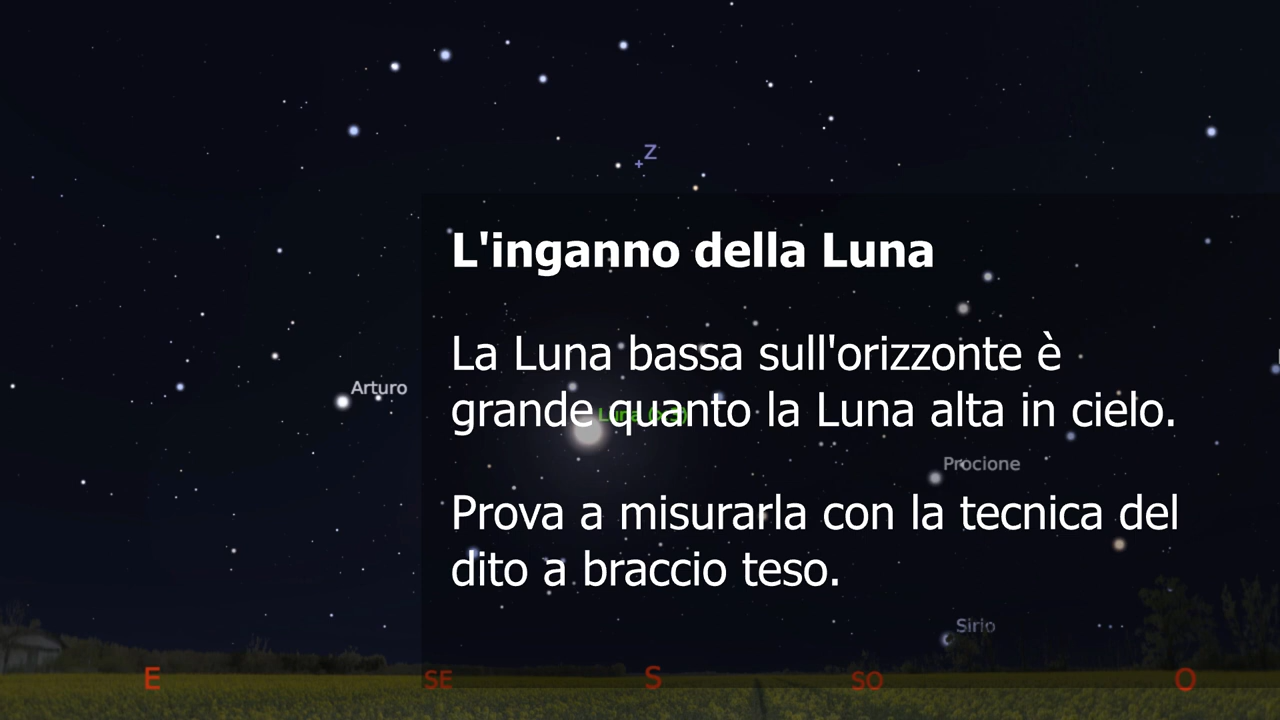 Z
L'inganno della Luna
La Luna bassa sull'orizzonte è
Arturo
grande quanto la Luna alta in cielo.
Procione
Prova a misurarla con la tecnica del
dito a braccio teso.
Sirio
E SE S SO O